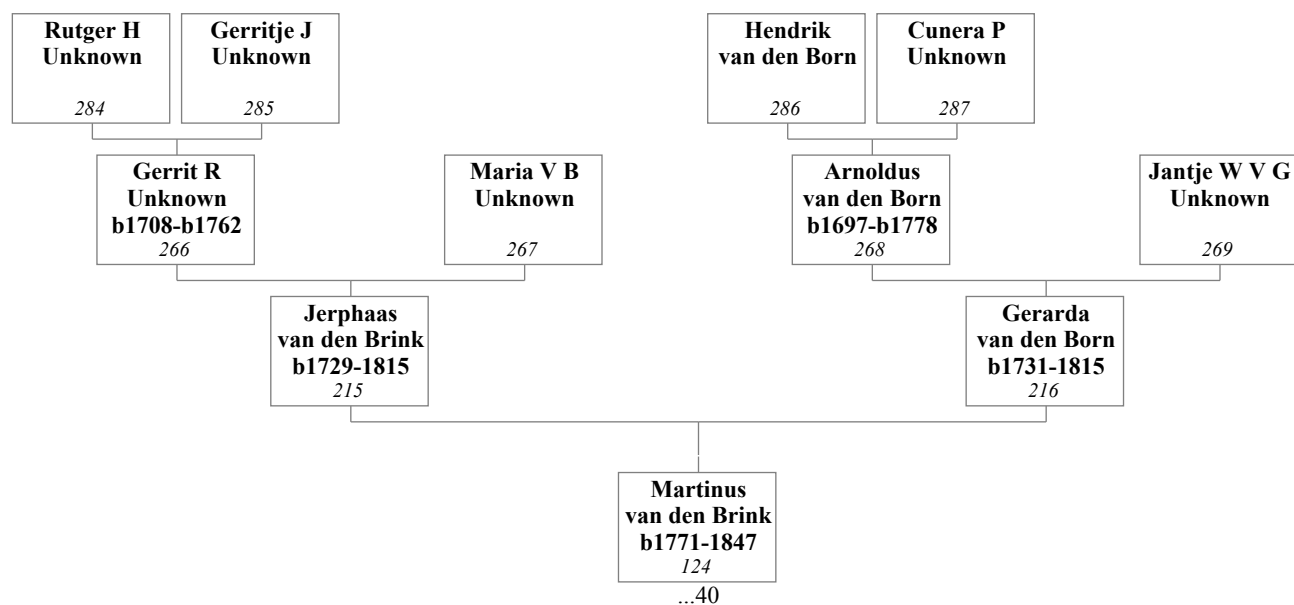 Rutger H
Unknown
284
Gerritje J
Unknown
285
Hendrik
van den Born
286
Cunera P
Unknown
287
Gerrit R
Unknown
b1708-b1762
266
Maria V B
Unknown
267
Arnoldus
van den Born
b1697-b1778
268
Jantje W V G
Unknown
269
Jerphaas
van den Brink
b1729-1815
215
Gerarda
van den Born
b1731-1815
216
Martinus
van den Brink
b1771-1847
124
...40